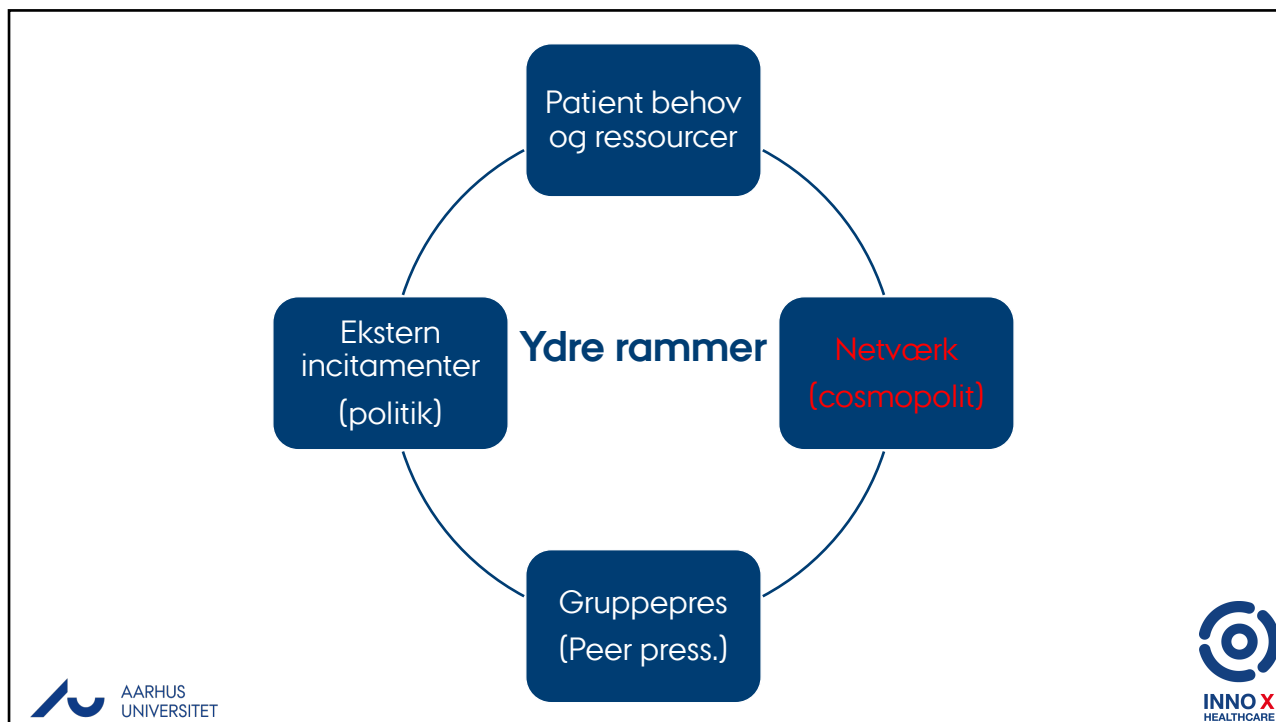 Patient behov
og ressourcer
Ekstern
incitamenter
(politik)
Ydre rammer
Netværk
(cosmopolit)
Gruppepres
(Peer press.)
AARHUS
UNIVERSITET
INNO X
HEALTHCARE